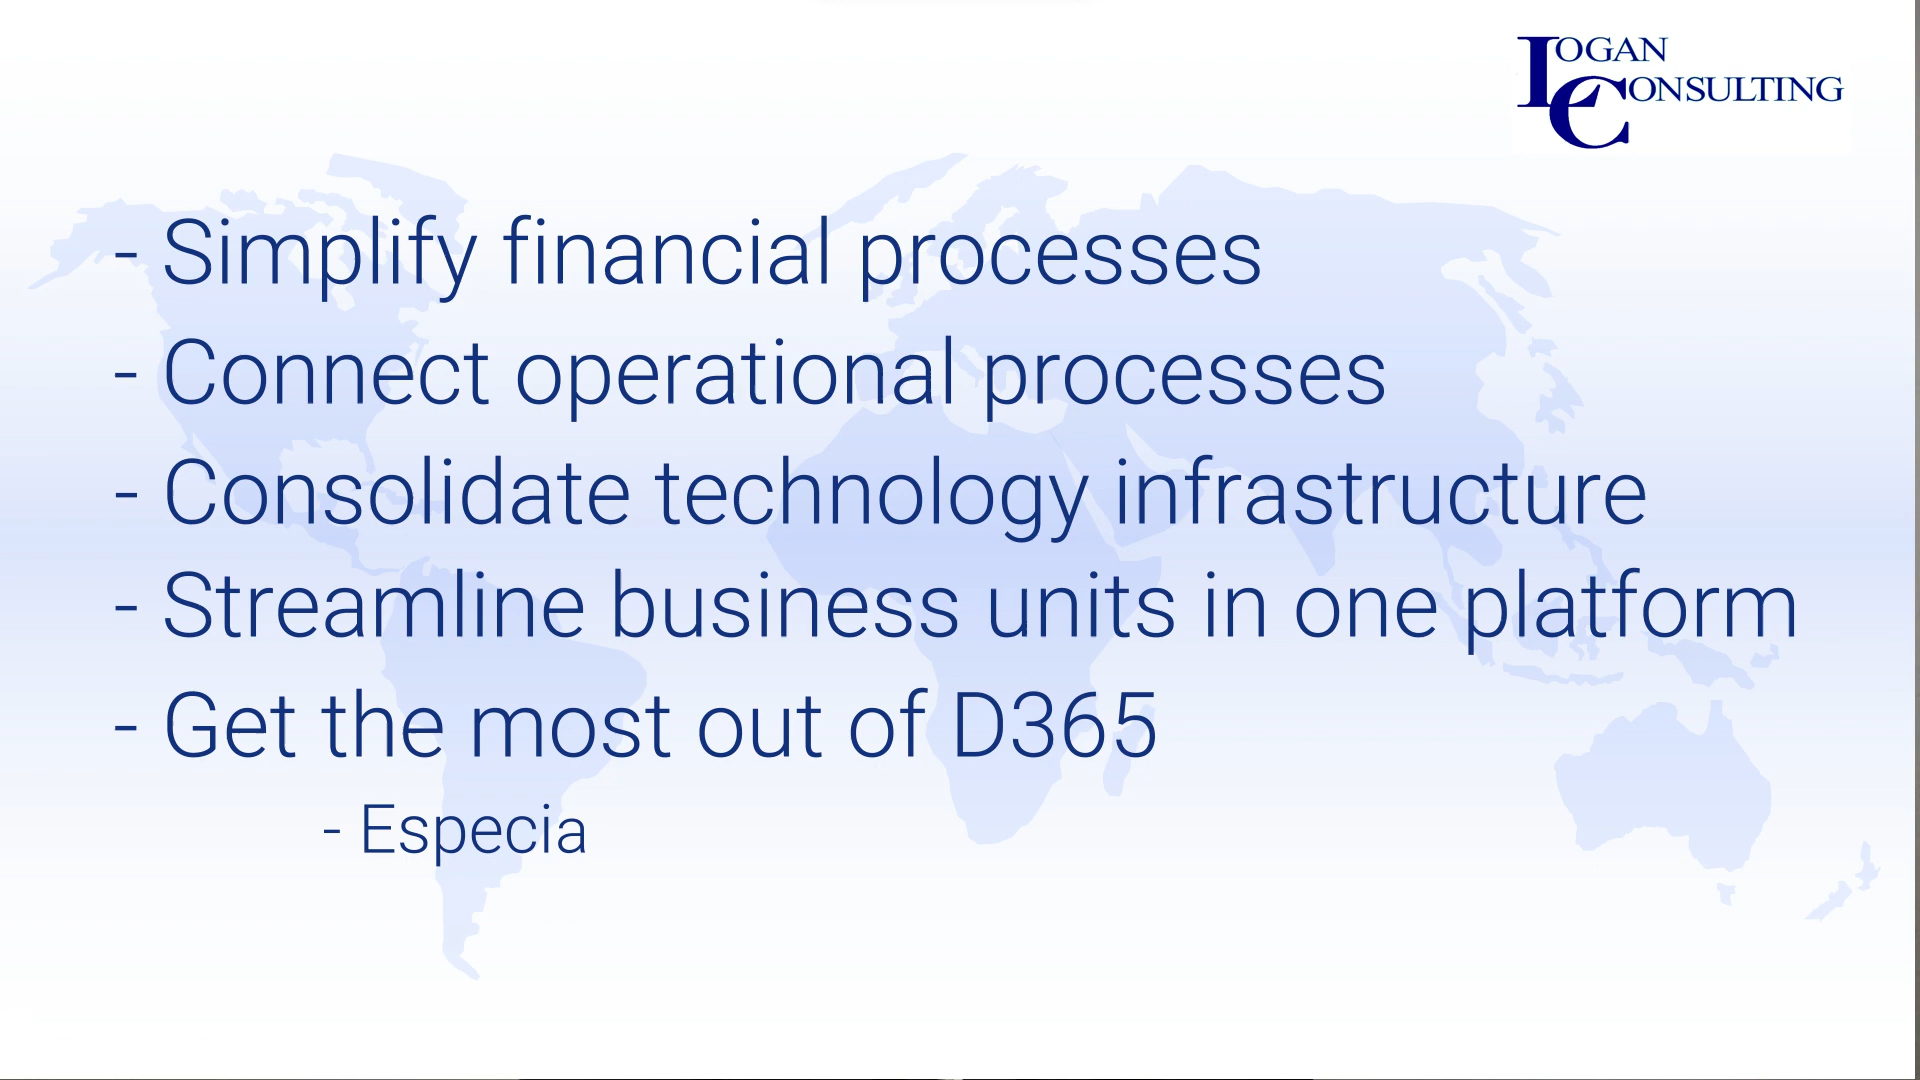 LOGAN
CONSULTING
- Simplify financial processes
- Connect operational processes
- Consolidate technology infrastructure
- Streamline business units in one platform
- Get the most out of D365
- Especia